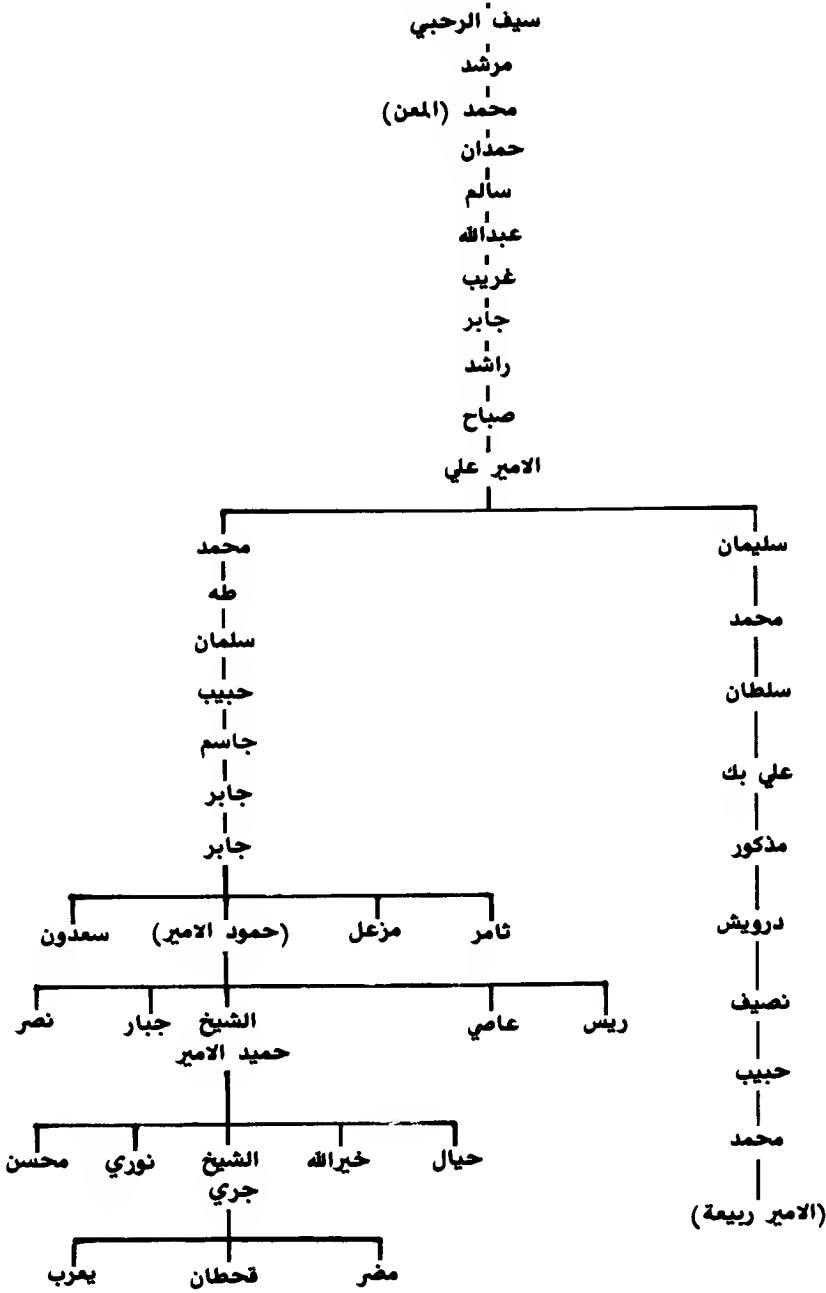 سيف الرحبي
مرشد
محمد (المعن)
حمدان
سالم
عبدالله
غريب
جابر
راشد
صباح
الامير علي
سليمان
محمد
سلطان
علي بك
مذكور
درويش
نصيف
حبيب
محمد
(الامير ربيعة)
محمد
طه
سلمان
حبيب
جاسم
جابر
جابر
ثامر مزعل (حمود الامير) سعدون
ريس عاصي الشيخ جبار نصر
حميد الامير
حيال خيرالله الشيخ نوري محسن
جري
مضر قحطان يعرب